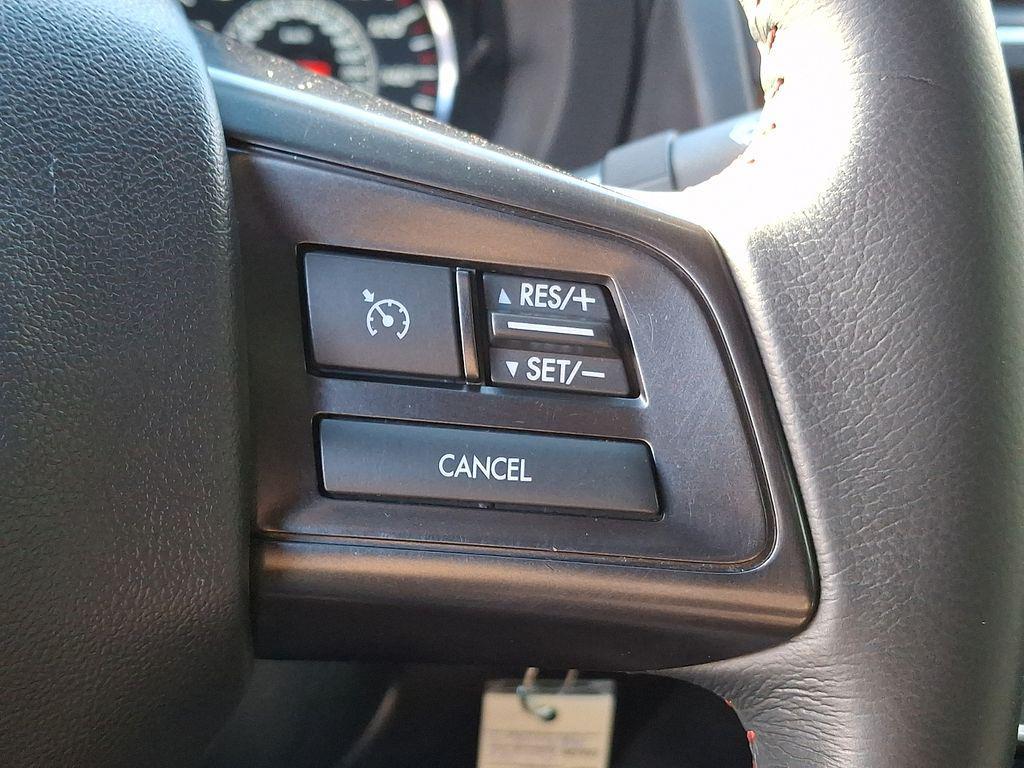 ▲ RES/+
▼ SET/–
CANCEL